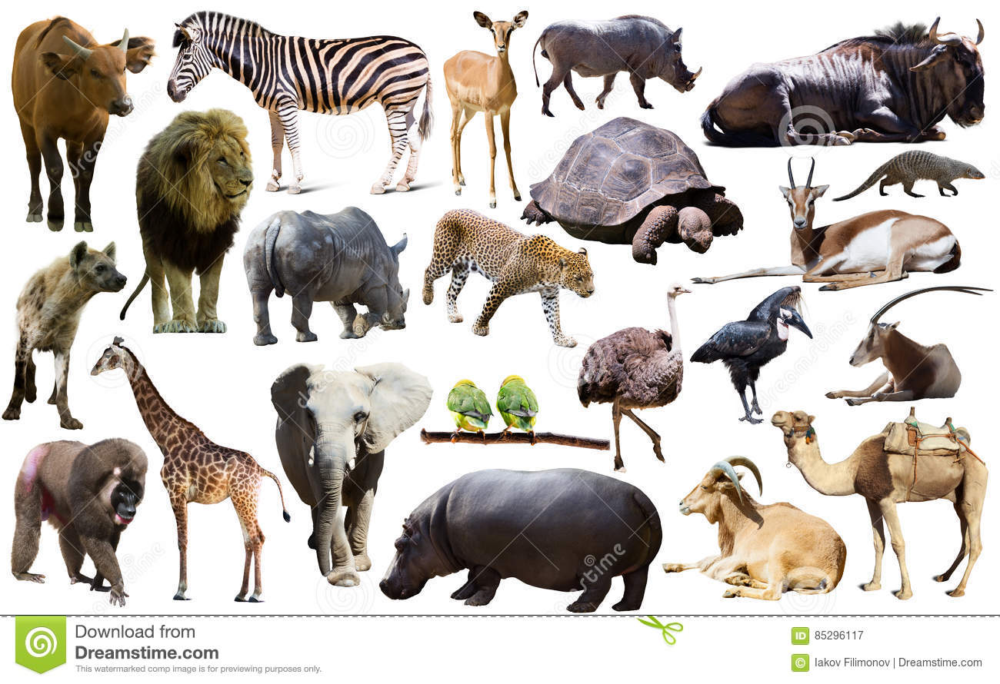 Download from
Dreamstime.com
This watermarked comp image is for previewing purposes only.
ID 85296117
© Iakov Filimonov | Dreamstime.com